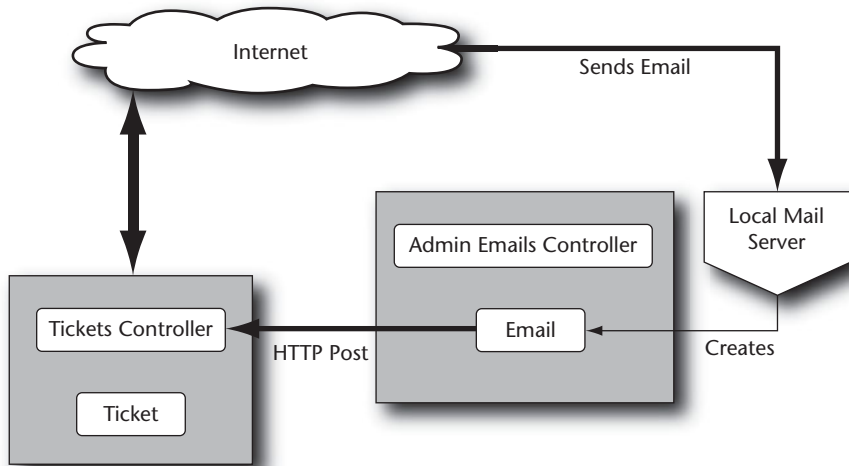 Internet
Sends Email
Local Mail
Server
Admin Emails Controller
Tickets Controller
HTTP Post
Email
Creates
Ticket